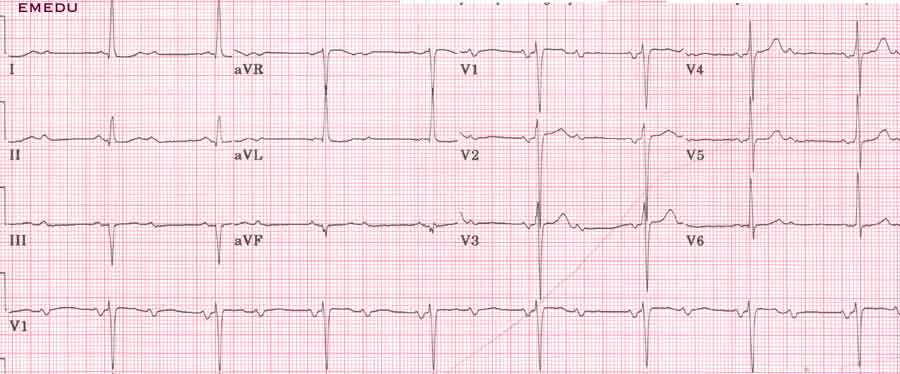 EMEDU
I aVR V1 V4
II aVL V2 V5
III aVF V3 V6
V1